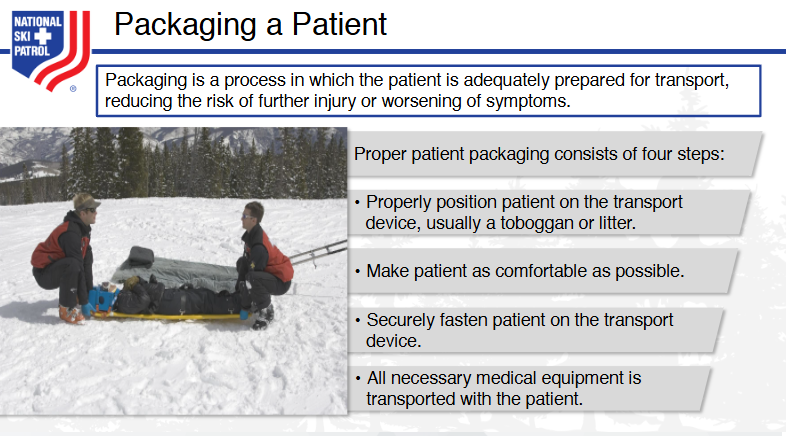 NATIONAL
SKI
PATROL
®
Packaging a Patient
Packaging is a process in which the patient is adequately prepared for transport,
reducing the risk of further injury or worsening of symptoms.
Proper patient packaging consists of four steps:
• Properly position patient on the transport
device, usually a toboggan or litter.
• Make patient as comfortable as possible.
• Securely fasten patient on the transport
device.
• All necessary medical equipment is
transported with the patient.